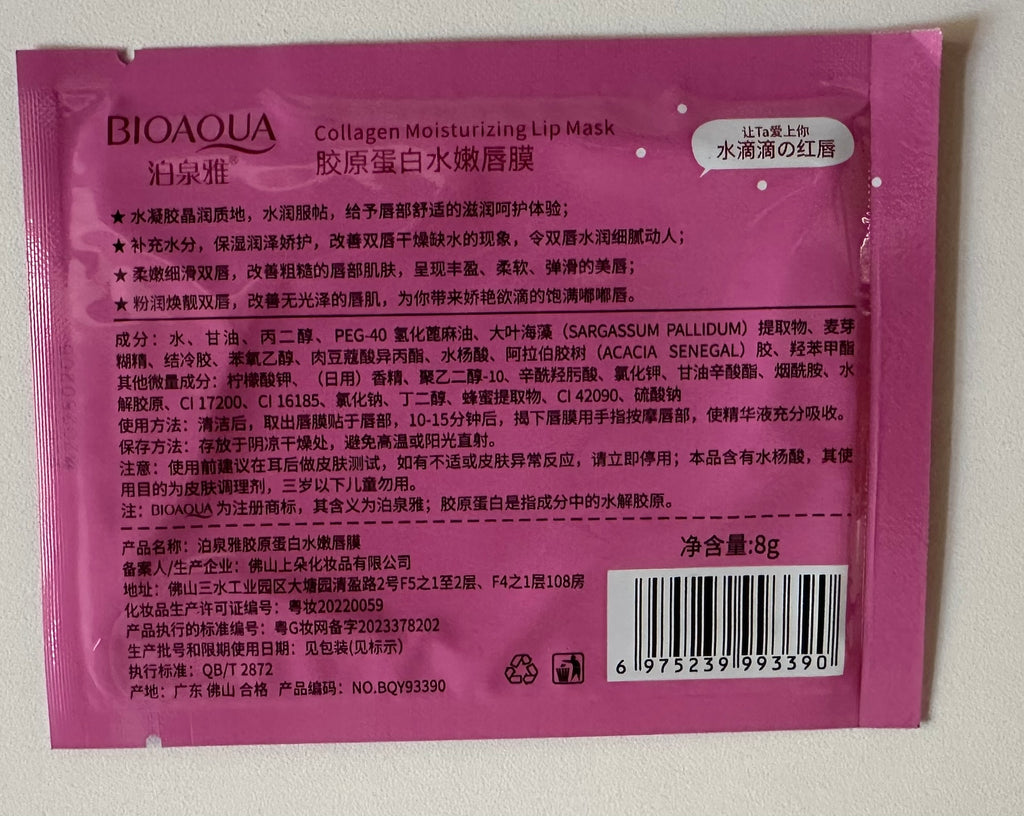 BIOAQUA
泊泉雅®
Collagen Moisturizing Lip Mask
胶原蛋白水嫩唇膜
让Ta爱上你
水滴滴の红唇
★ 水凝胶晶润质地，水润服帖，给予唇部舒适的滋润呵护体验；
★ 补充水分，保湿润泽娇护，改善双唇干燥缺水的现象，令双唇水润细腻动人；
★ 柔嫩细滑双唇，改善粗糙的唇部肌肤，呈现丰盈、柔软、弹滑的美唇；
★ 粉润焕靓双唇，改善无光泽的唇肌，为你带来娇艳欲滴的饱满嘟嘟唇。
成分：水、甘油、丙二醇、PEG-40 氢化蓖麻油、大叶海藻（SARGASSUM PALLIDUM）提取物、麦芽
糊精、结冷胶、苯氧乙醇、肉豆蔻酸异丙酯、水杨酸、阿拉伯胶树（ACACIA SENEGAL）胶、羟苯甲酯
其他微量成分：柠檬酸钾、（日用）香精、聚乙二醇-10、辛酰羟肟酸、氯化钾、甘油辛酸酯、烟酰胺、水
解胶原、CI 17200、CI 16185、氯化钠、丁二醇、蜂蜜提取物、CI 42090、硫酸钠
使用方法：清洁后，取出唇膜贴于唇部，10-15分钟后，揭下唇膜用手指按摩唇部，使精华液充分吸收。
保存方法：存放于阴凉干燥处，避免高温或阳光直射。
注意：使用前建议在耳后做皮肤测试，如有不适或皮肤异常反应，请立即停用；本品含有水杨酸，其使
用目的为皮肤调理剂，三岁以下儿童勿用。
注：BIOAQUA 为注册商标，其含义为泊泉雅；胶原蛋白是指成分中的水解胶原。
产品名称：泊泉雅胶原蛋白水嫩唇膜
备案人/生产企业：佛山上朵化妆品有限公司
地址：佛山三水工业园区大塘园清盈路2号F5之1至2层、F4之1层108房
化妆品生产许可证编号：粤妆20220059
产品执行的标准编号：粤G妆网备字2023378202
生产批号和限期使用日期：见包装(见标示)
执行标准：QB/T 2872
产地：广东 佛山 合格 产品编码：NO.BQY93390
净含量:8g
6 975239 993390